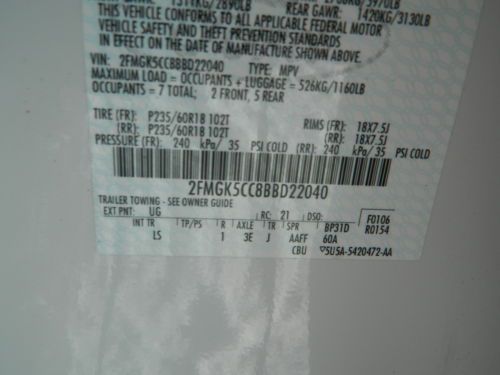 1311KG/2890LB
REAR GAWR: 1420KG/3130LB
THIS VEHICLE CONFORMS TO ALL APPLICABLE FEDERAL MOTOR
VEHICLE SAFETY AND THEFT PREVENTION STANDARDS
IN EFFECT ON THE DATE OF MANUFACTURE SHOWN ABOVE.
VIN: 2FMGK5CC8BBD22040 TYPE: MPV
MAXIMUM LOAD = OCCUPANTS + LUGGAGE = 526KG/1160LB
OCCUPANTS = 7 TOTAL; 2 FRONT, 5 REAR
TIRE (FR): P235/60R18 102T RIMS (FR): 18X7.5J
(RR): P235/60R18 102T (RR): 18X7.5J
PRESSURE (FR): 240 kPa/ 35 PSI COLD (RR): 240 kPa/ 35 PSI COLD
2FMGK5CC8BBD22040
TRAILER TOWING - SEE OWNER GUIDE
EXT PNT: UG RC: 21 DSO: F0106
INT TR TP/PS R AXLE TR SPR BP31D R0154
LS 1 3E J AAFF 60A
CBU 5U5A-5420472-AA